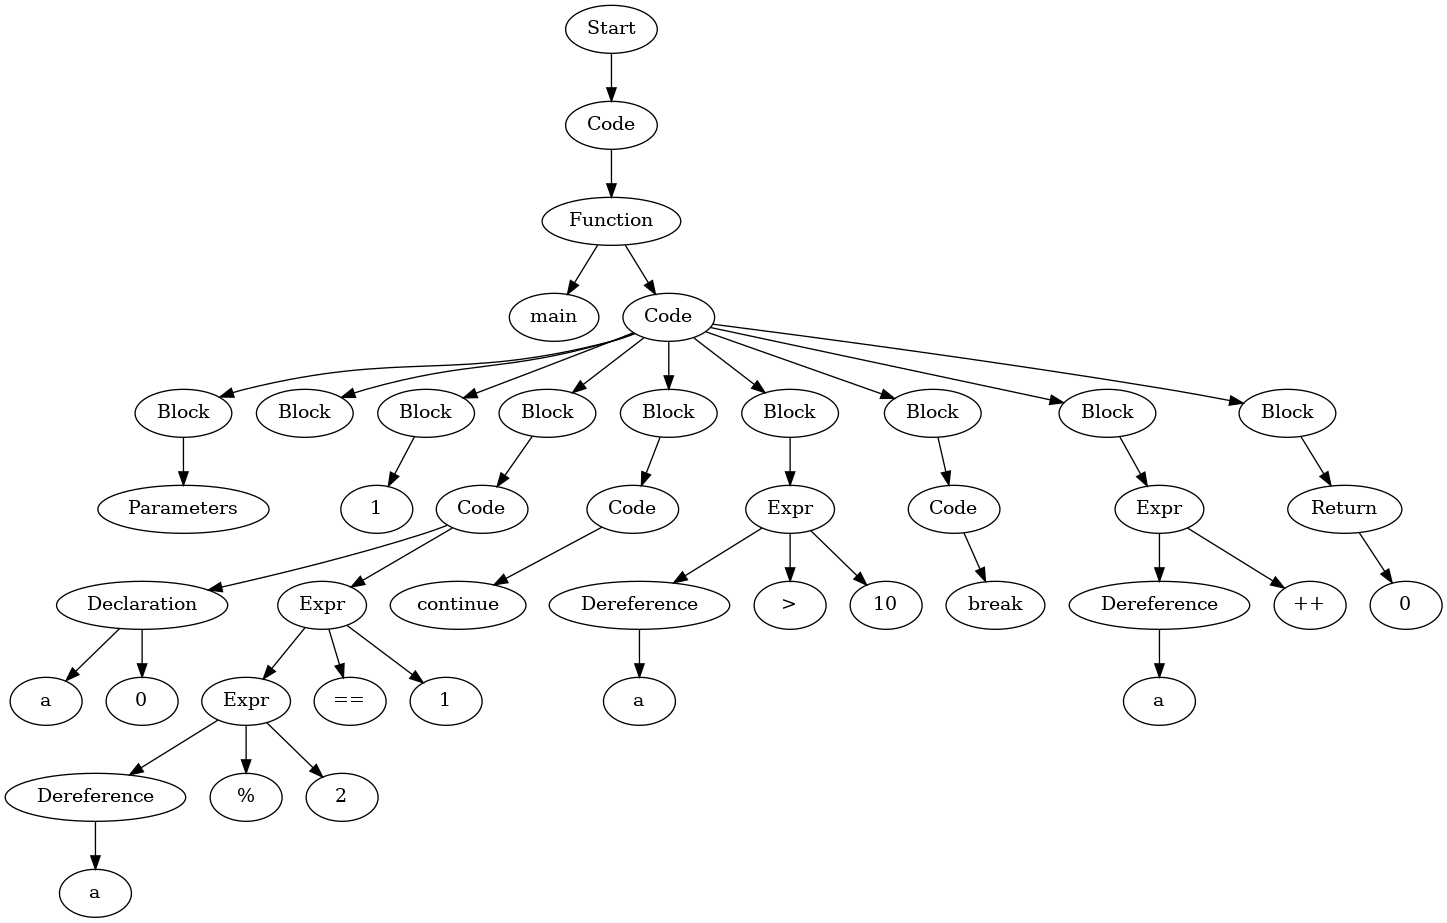 Start
Code
Function
main
Code
Block
Block
Block
Block
Block
Block
Block
Block
Block
Parameters
1
Code
Code
Expr
Code
Expr
Return
Declaration
Expr
continue
Dereference
>
10
break
Dereference
++
0
a
0
Expr
==
1
a
a
Dereference
%
2
a